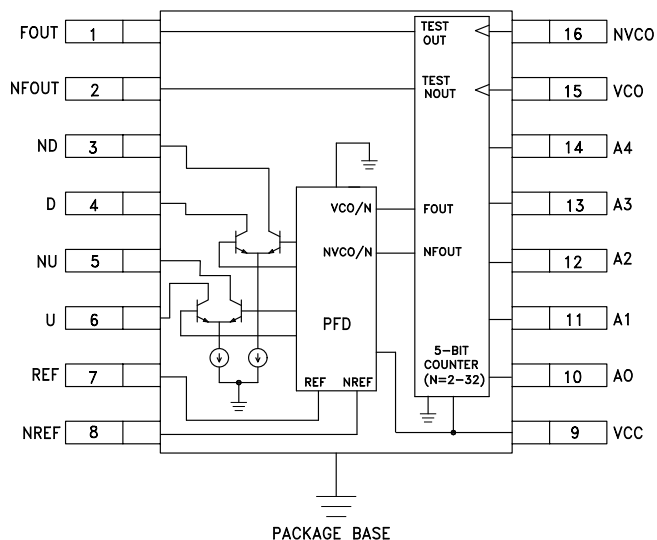 FOUT 1 TEST OUT 16 NVCO
NFOUT 2 TEST NOUT 15 VCO
ND 3 14 A4
D 4 VCO/N FOUT 13 A3
NU 5 NVCO/N NFOUT 12 A2
U 6 PFD 11 A1
REF 7 REF NREF 5-BIT COUNTER (N=2-32) 10 A0
NREF 8 9 VCC
PACKAGE BASE